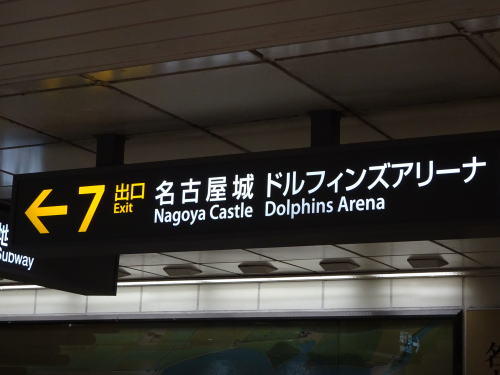 ← 7 出口 名古屋城 ドルフィンズアリーナ
Exit Nagoya Castle Dolphins Arena
地
Subway